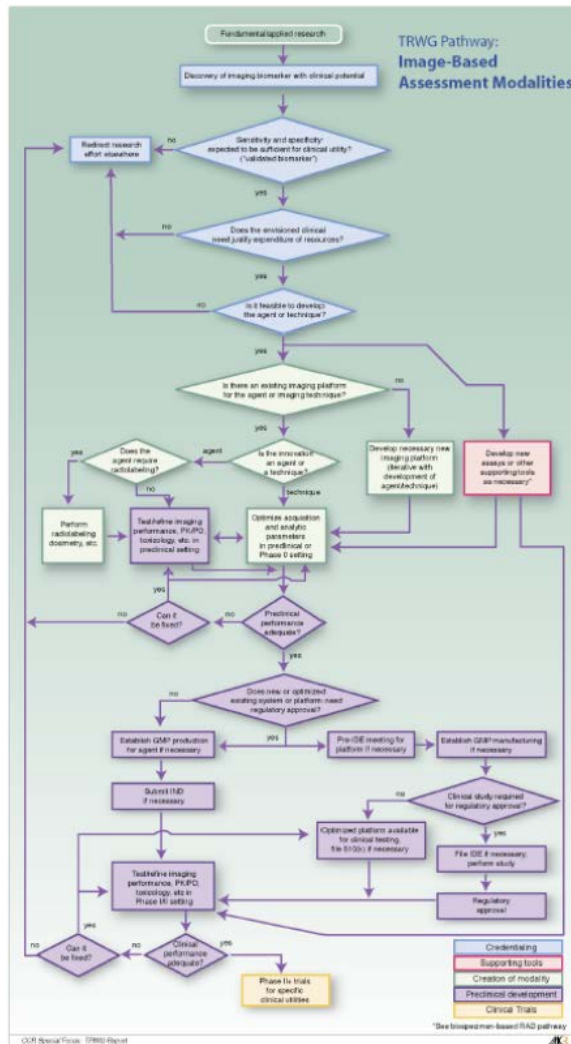 Fundamental/applied research
TRWG Pathway:
Image-Based
Assessment Modalities
Discovery of imaging biomarker with clinical potential
Redirect research
effort elsewhere
no
Sensitivity and specificity
expected to be sufficient for clinical utility?
("validated biomarker")
yes
no
Does the envisioned clinical
need justify expenditure of resources?
yes
no
Is it feasible to develop
the agent or technique?
yes
Is there an existing imaging platform
for the agent or imaging technique?
no
yes
Does the
agent require
radiolabeling?
yes
agent
Is the innovation
an agent or
a technique?
Develop necessary new
imaging platform
(iterative with
development of
agent/technique)
Develop new
assays or other
supporting tools
as necessary*
no
technique
Perform
radiolabeling
dosimetry, etc.
Test/refine imaging
performance, PK/PD,
toxicology, etc. in
preclinical setting
Optimize acquisition
and analytic
parameters
in preclinical or
Phase 0 setting
yes
no
Can it
be fixed?
no
Preclinical
performance
adequate?
yes
Does new or optimized
existing system or platform need
regulatory approval?
no
yes
Establish GMP production
for agent if necessary
Pre-IDE meeting for
platform if necessary
Establish GMP manufacturing
if necessary
Submit IND
if necessary
no
Clinical study required
for regulatory approval?
Optimized platform available
for clinical testing,
file 510(k) if necessary
yes
File IDE if necessary,
perform study
Test/refine imaging
performance, PK/PD,
toxicology, etc in
Phase I/II setting
Regulatory
approval
yes
no
Can it
be fixed?
no
Clinical
performance
adequate?
yes
Phase II+ trials
for specific
clinical utilities
Credentialing
Supporting tools
Creation of modality
Preclinical development
Clinical Trials
*See biospecimen-based RAD pathway
CCR Special Focus: TRWG Report